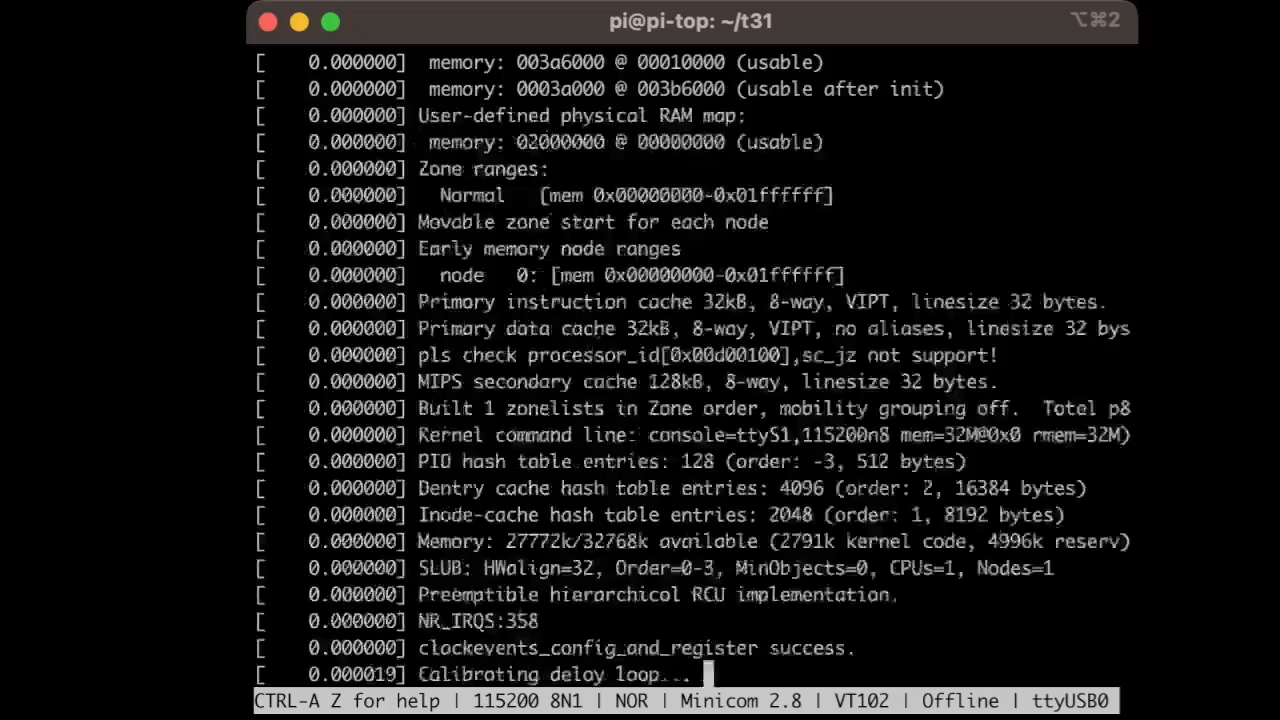 pi@pi-top: ~/t31
⌥⌘2
[    0.000000]  memory: 003a6000 @ 00010000 (usable)
[    0.000000]  memory: 0003a000 @ 003b6000 (usable after init)
[    0.000000] User-defined physical RAM map:
[    0.000000]  memory: 02000000 @ 00000000 (usable)
[    0.000000] Zone ranges:
[    0.000000]   Normal   [mem 0x00000000-0x01ffffff]
[    0.000000] Movable zone start for each node
[    0.000000] Early memory node ranges
[    0.000000]   node   0: [mem 0x00000000-0x01ffffff]
[    0.000000] Primary instruction cache 32kB, 8-way, VIPT, linesize 32 bytes.
[    0.000000] Primary data cache 32kB, 8-way, VIPT, no aliases, linesize 32 bys
[    0.000000] pls check processor_id[0x00d00100],sc_jz not support!
[    0.000000] MIPS secondary cache 128kB, 8-way, linesize 32 bytes.
[    0.000000] Built 1 zonelists in Zone order, mobility grouping off.  Total p8
[    0.000000] Kernel command line: console=ttyS1,115200n8 mem=32M@0x0 rmem=32M)
[    0.000000] PID hash table entries: 128 (order: -3, 512 bytes)
[    0.000000] Dentry cache hash table entries: 4096 (order: 2, 16384 bytes)
[    0.000000] Inode-cache hash table entries: 2048 (order: 1, 8192 bytes)
[    0.000000] Memory: 27772k/32768k available (2791k kernel code, 4996k reserv)
[    0.000000] SLUB: HWalign=32, Order=0-3, MinObjects=0, CPUs=1, Nodes=1
[    0.000000] Preemptible hierarchical RCU implementation.
[    0.000000] NR_IRQS:358
[    0.000000] clockevents_config_and_register success.
[    0.000019] Calibrating delay loop...
CTRL-A Z for help | 115200 8N1 | NOR | Minicom 2.8 | VT102 | Offline | ttyUSB0